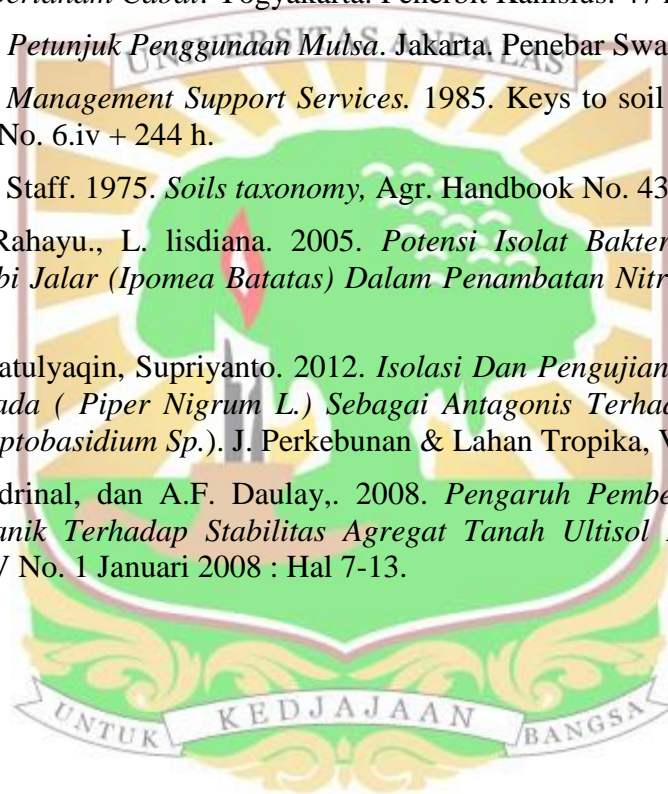 Jakarta. Penerbit Kanisius. 47 h
Petunjuk Penggunaan Mulsa. Jakarta. Penebar Swa
UNIVERSITAS ANDALAS
Management Support Services. 1985. Keys to soil
No. 6.iv + 244 h.
Staff. 1975. Soils taxonomy, Agr. Handbook No. 43
Rahayu., L. lisdiana. 2005. Potensi Isolat Bakter
bi Jalar (Ipomea Batatas) Dalam Penambatan Nitr
atulyaqin, Supriyanto. 2012. Isolasi Dan Pengujian
ada ( Piper Nigrum L.) Sebagai Antagonis Terhad
ptobasidium Sp.). J. Perkebunan & Lahan Tropika, V
drinal, dan A.F. Daulay,. 2008. Pengaruh Pembe
anik Terhadap Stabilitas Agregat Tanah Ultisol
V No. 1 Januari 2008 : Hal 7-13.
UNTUK KEDJAJAAN BANGSA